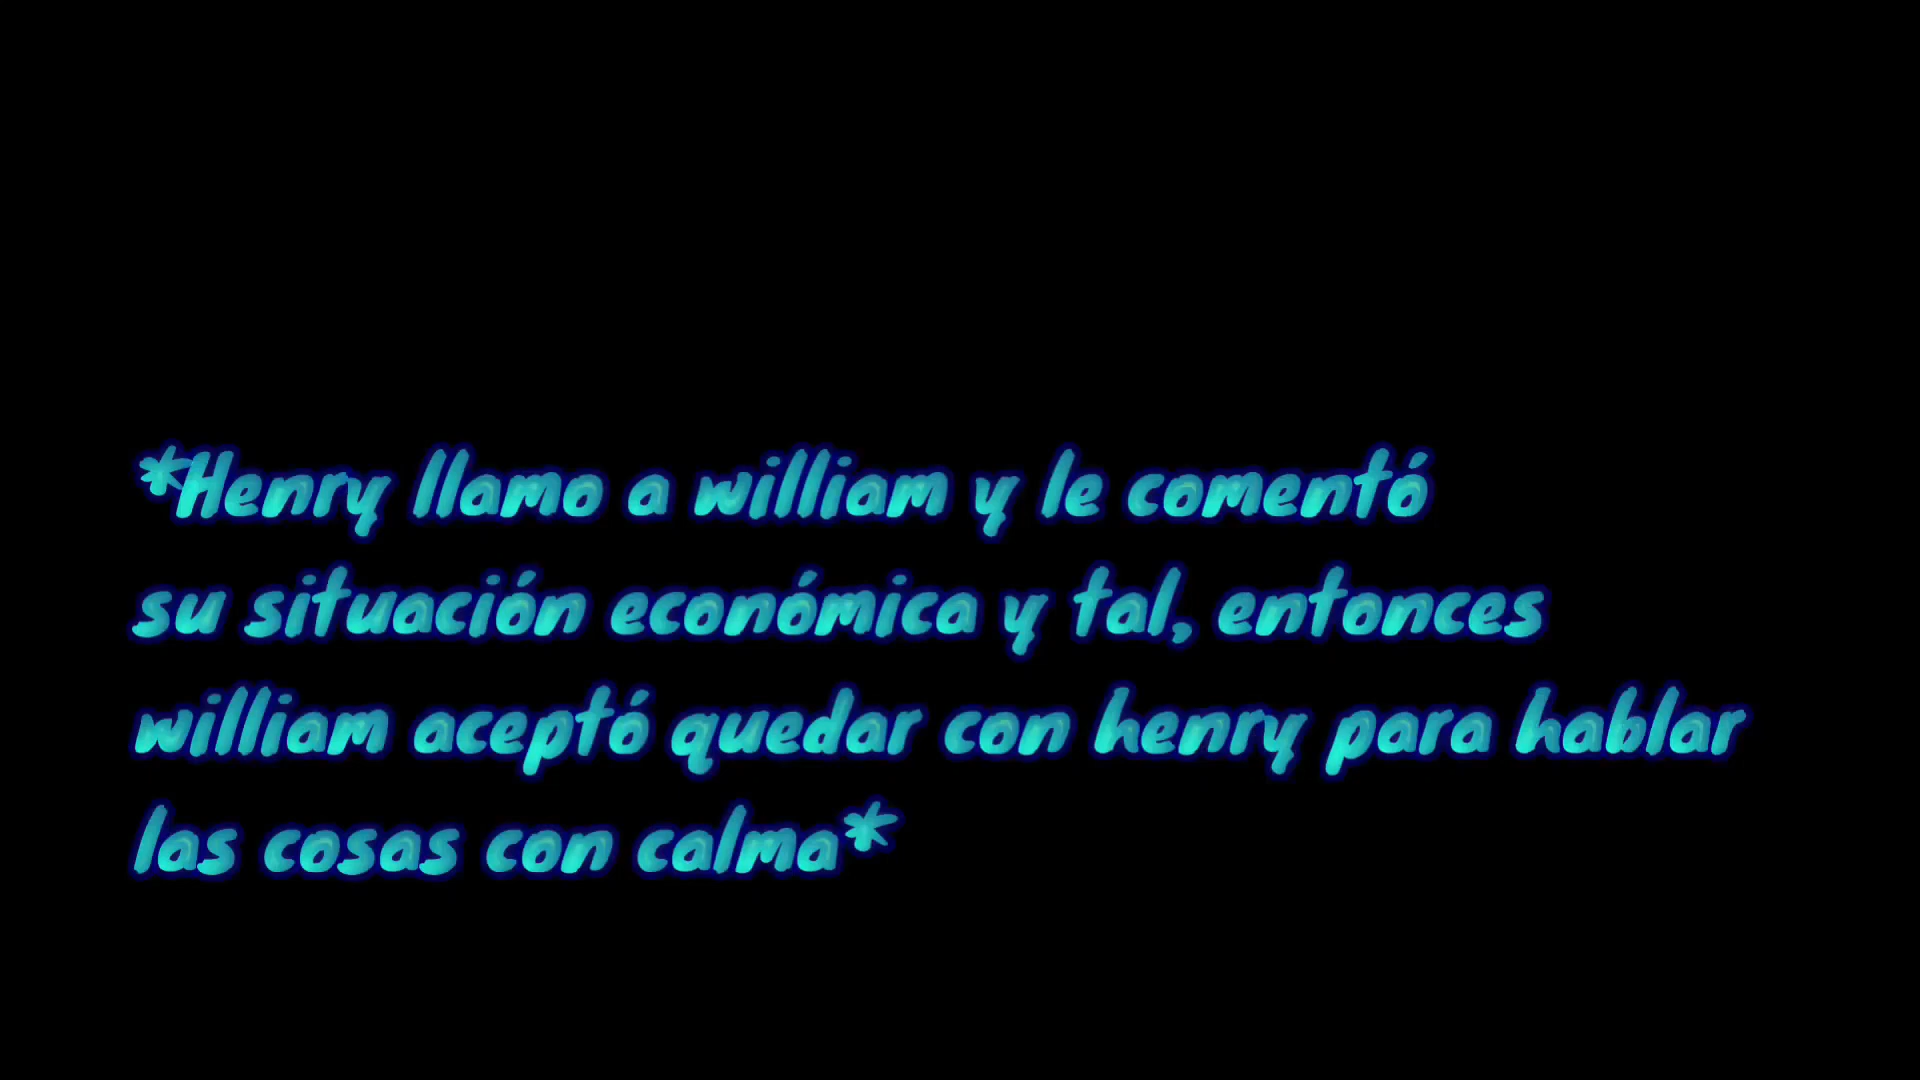 *Henry llamo a william y le comentó
su situación económica y tal, entonces
william aceptó quedar con henry para hablar
las cosas con calma*